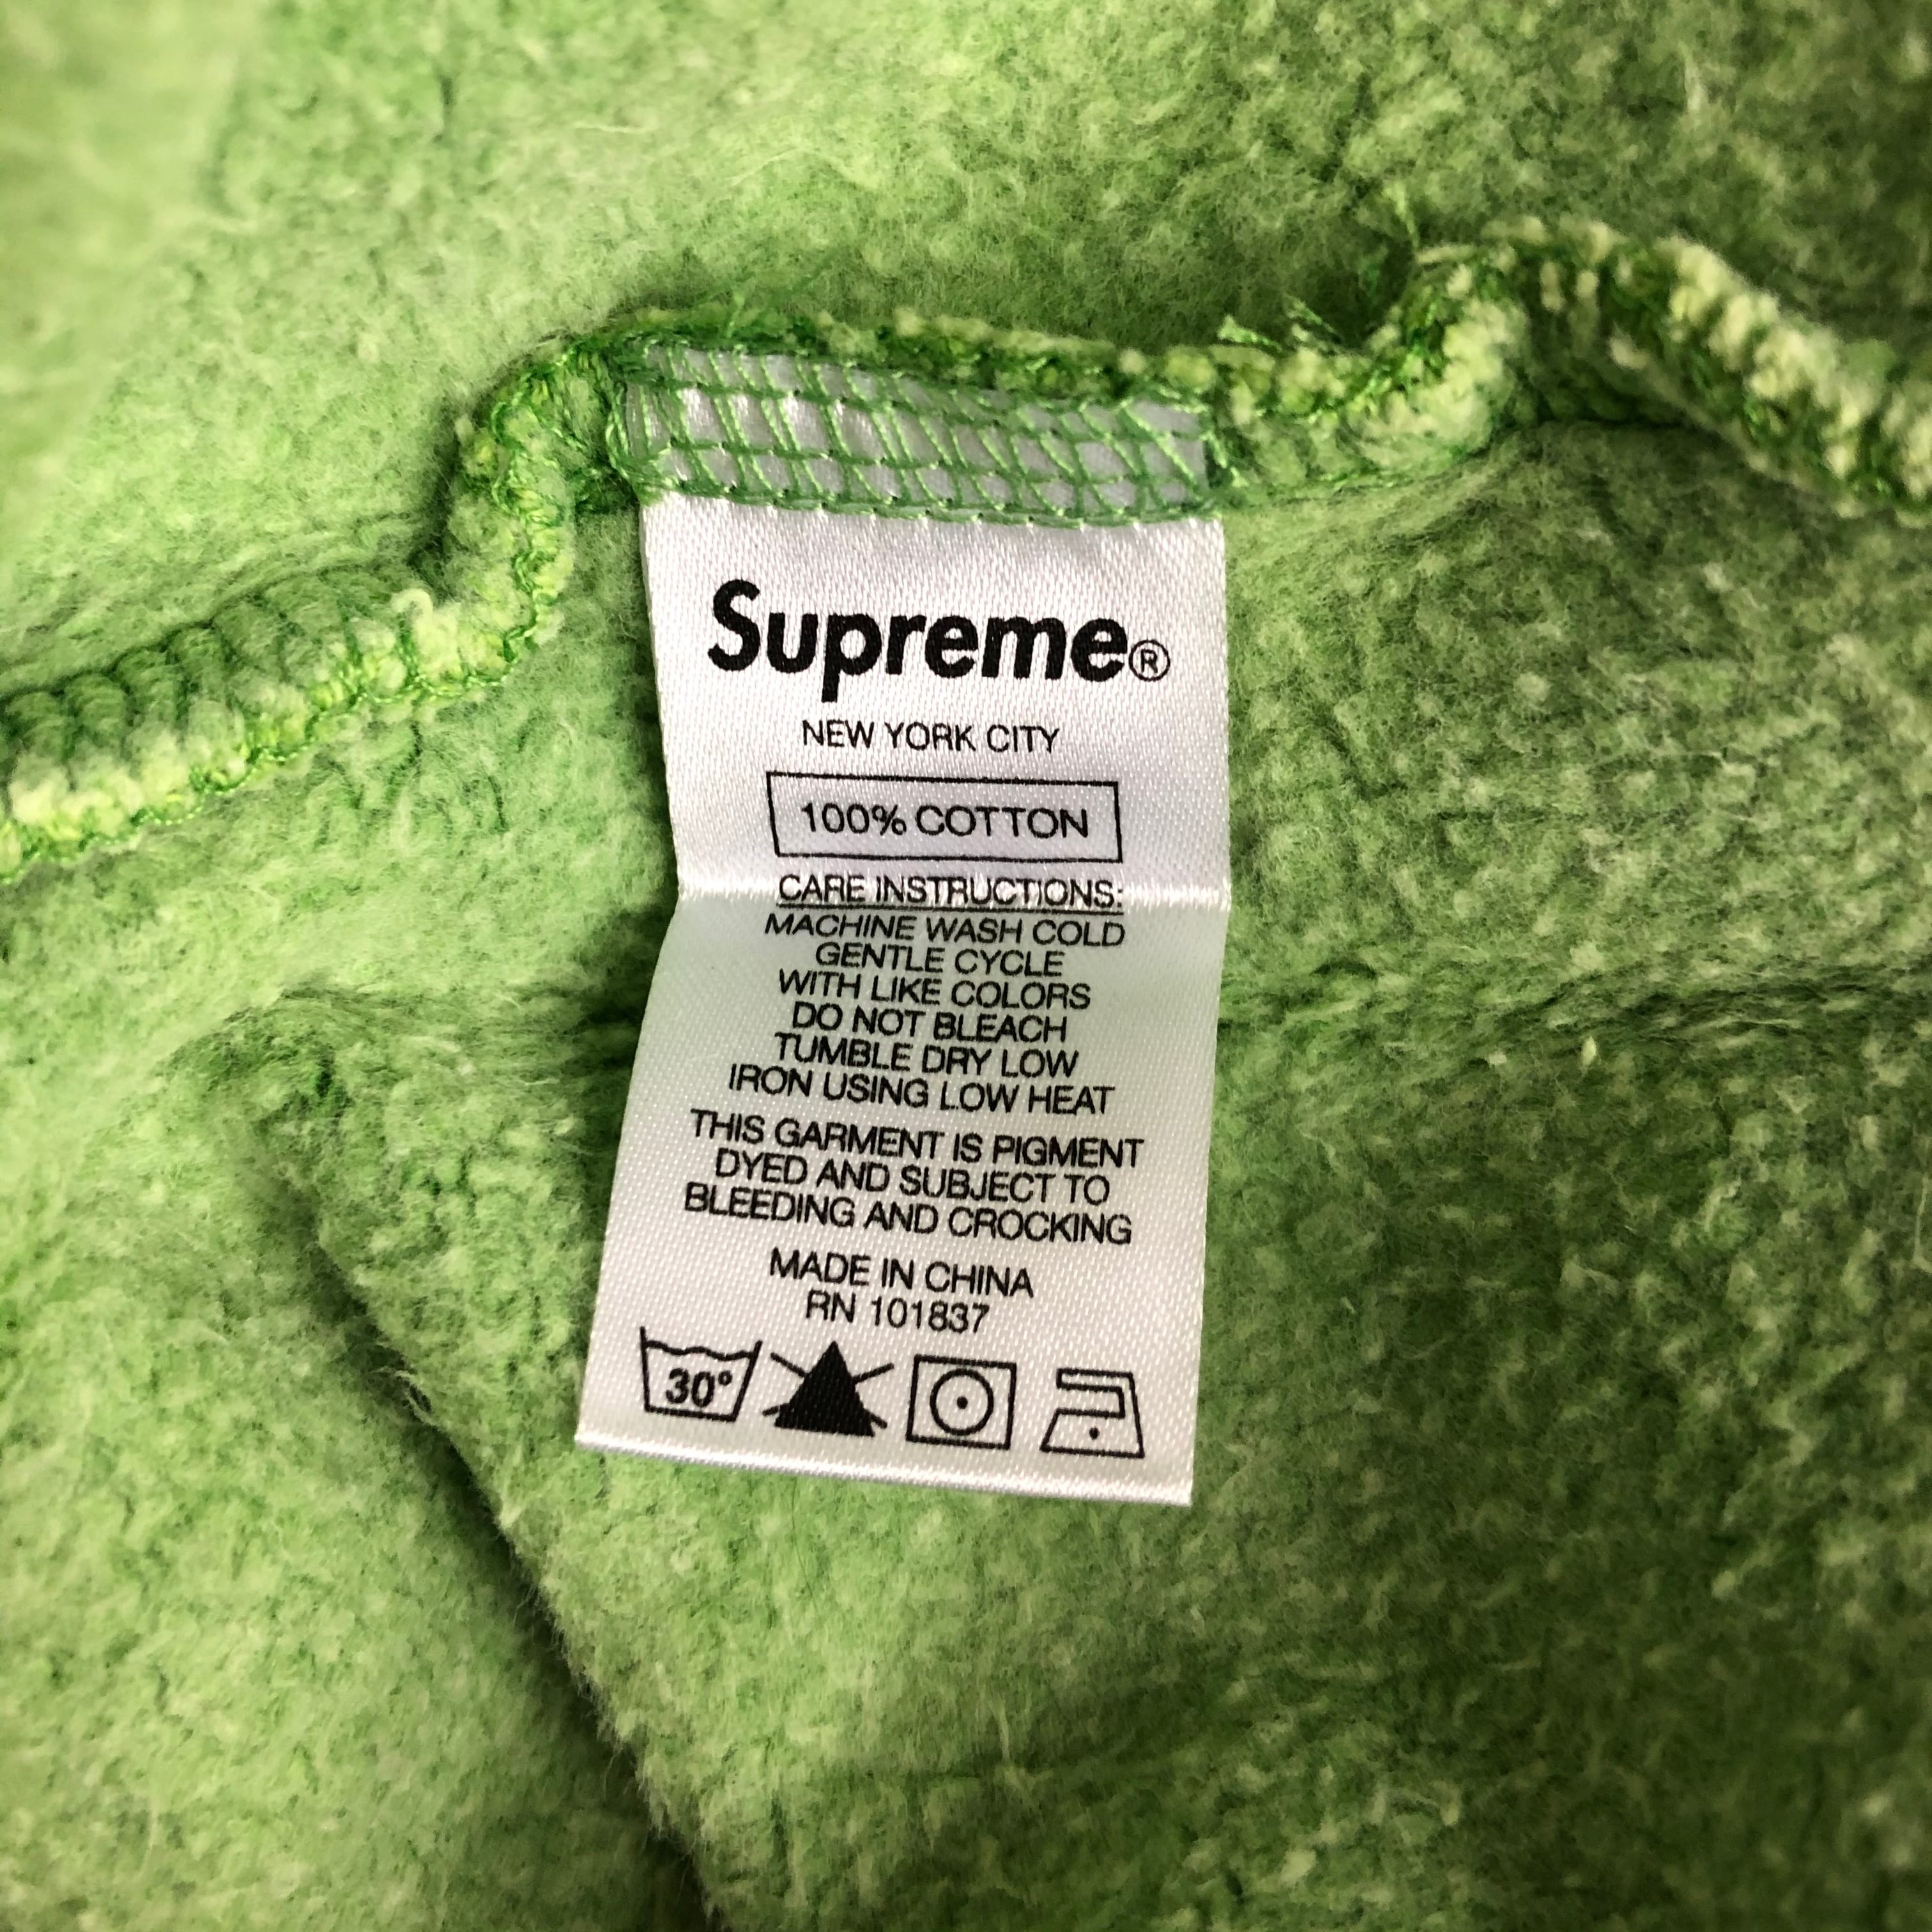 Supreme®
NEW YORK CITY
100% COTTON
CARE INSTRUCTIONS:
MACHINE WASH COLD
GENTLE CYCLE
WITH LIKE COLORS
DO NOT BLEACH
TUMBLE DRY LOW
IRON USING LOW HEAT
THIS GARMENT IS PIGMENT
DYED AND SUBJECT TO
BLEEDING AND CROCKING
MADE IN CHINA
RN 101837
30°